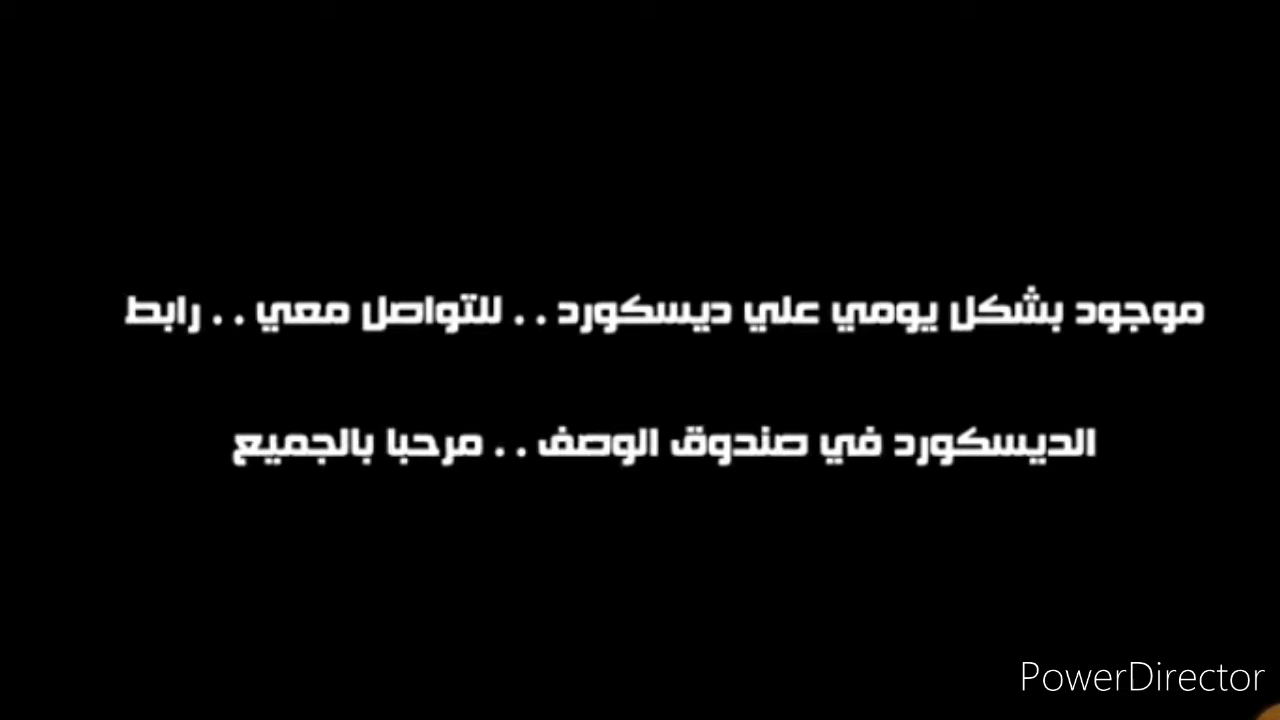 موجود بشكل يومي علي ديسكورد . . للتواصل معي . . رابط
الديسكورد في صندوق الوصف . . مرحبا بالجميع
PowerDirector